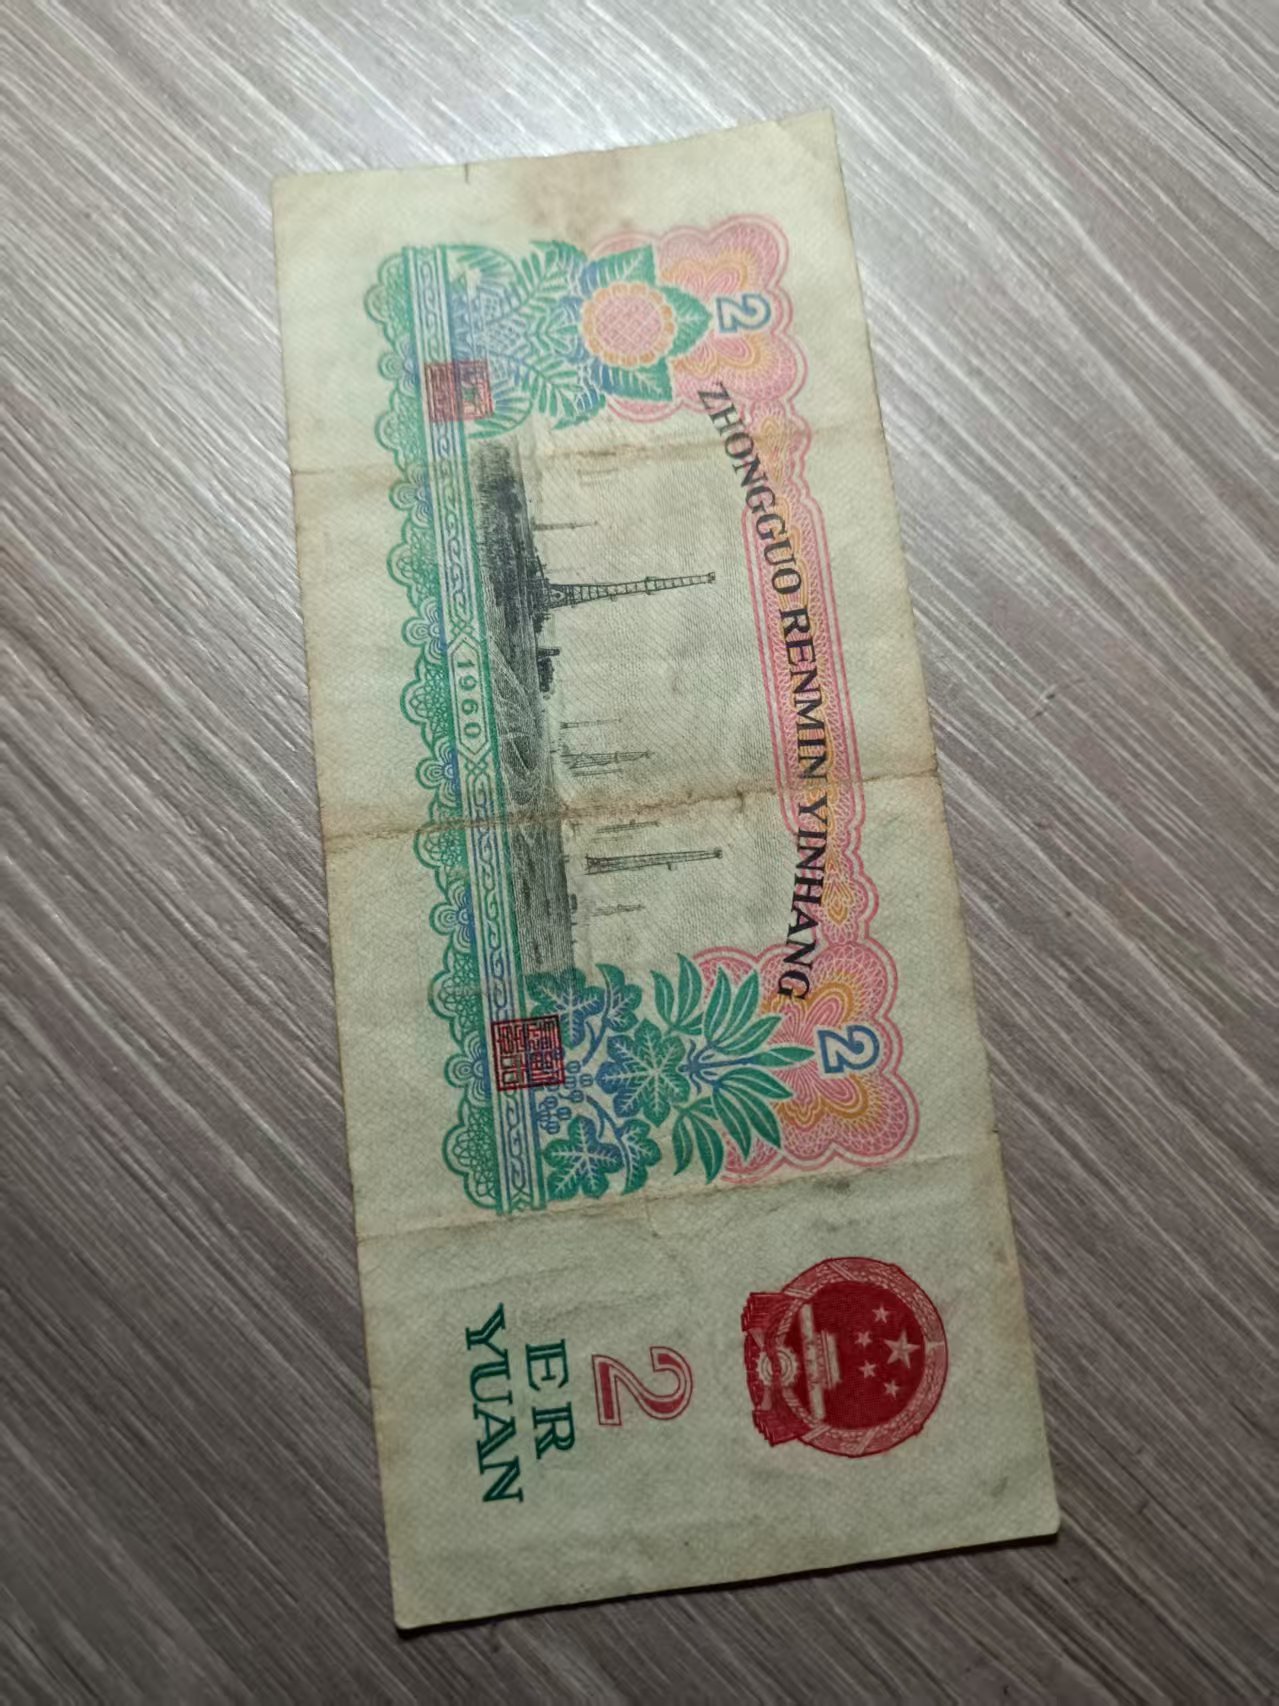 2
ZHONGGUO RENMIN YINHANG
2
1960
2
ER
YUAN